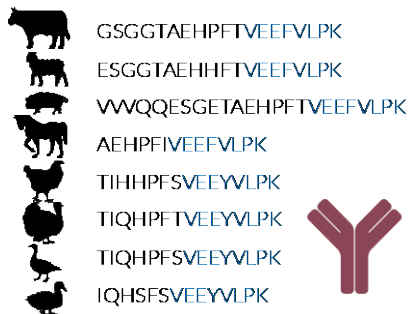 GSGGTAEHPFTVEEFVLPK
ESGGTAEHHFTVEEFVLPK
VVVQQESGETAEHPFTVEEFVLPK
AEHPFIVEEFVLPK
TIHHPFSVEEYVLPK
TIQHPFTVEEYVLPK
TIQHPFSVEEYVLPK
IQHSFSVEEYVLPK